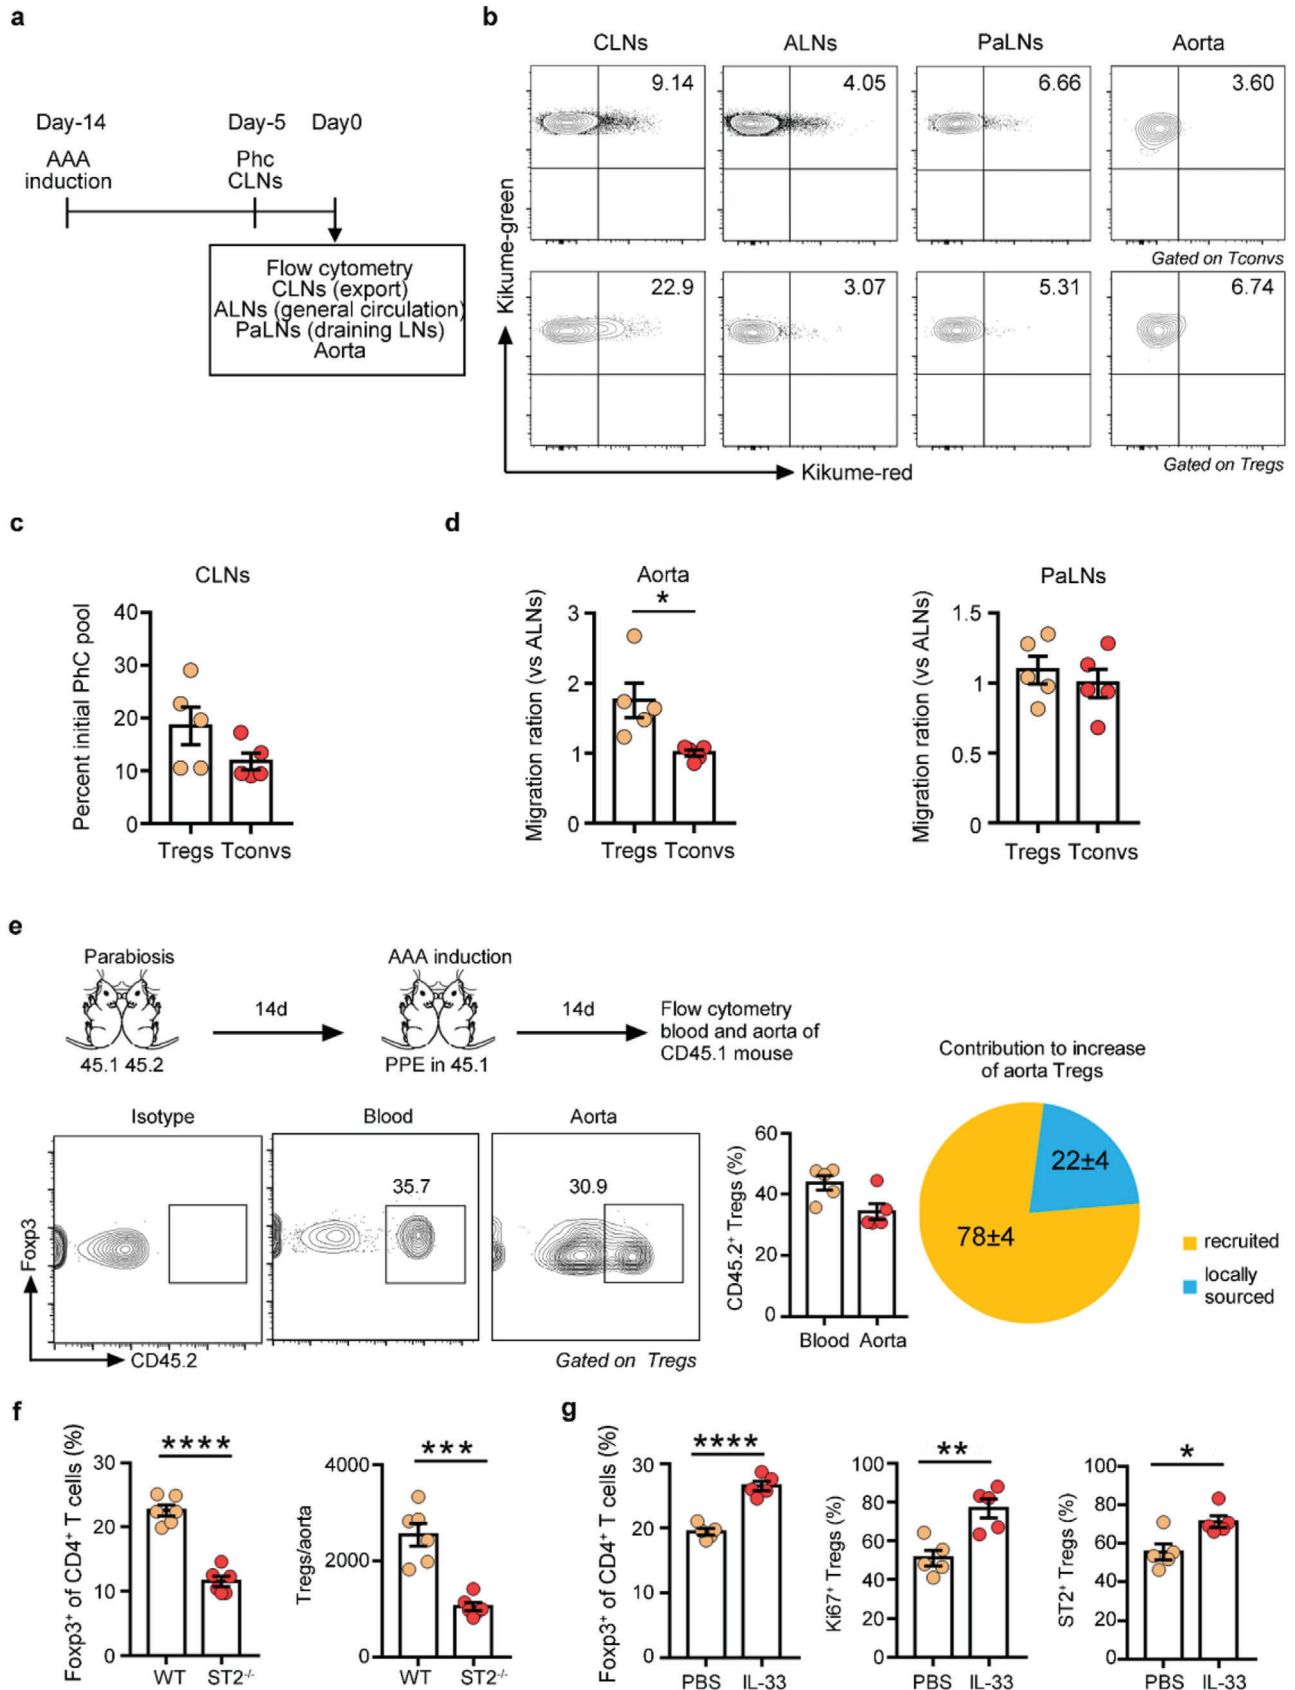 a
Day-14
Day-5
Day0
AAA
induction
Phc
CLNs
Flow cytometry
CLNs (export)
ALNs (general circulation)
PaLNs (draining LNs)
Aorta
b
CLNs
ALNs
PaLNs
Aorta
9.14
4.05
6.66
3.60
Gated on Tconvs
22.9
3.07
5.31
6.74
Gated on Tregs
Kikume-green
Kikume-red
c
CLNs
Percent initial PhC pool
40
30
20
10
0
Tregs Tconvs
d
Aorta
*
Migration ration (vs ALNs)
3
2
1
0
Tregs Tconvs
PaLNs
Migration ration (vs ALNs)
1.5
1
0.5
0
Tregs Tconvs
e
Parabiosis
45.1 45.2
14d
AAA induction
PPE in 45.1
14d
Flow cytometry
blood and aorta of
CD45.1 mouse
Isotype
Blood
Aorta
35.7
30.9
Foxp3
CD45.2
Gated on Tregs
CD45.2⁺ Tregs (%)
60
40
20
0
Blood Aorta
Contribution to increase
of aorta Tregs
22±4
78±4
recruited
locally
sourced
f
****
Foxp3⁺ of CD4⁺ T cells (%)
30
20
10
0
WT ST2⁻/⁻
***
Tregs/aorta
4000
2000
0
WT ST2⁻/⁻
g
****
Foxp3⁺ of CD4⁺ T cells (%)
30
20
10
0
PBS IL-33
**
Ki67⁺ Tregs (%)
100
80
60
40
20
0
PBS IL-33
*
ST2⁺ Tregs (%)
100
80
60
40
20
0
PBS IL-33